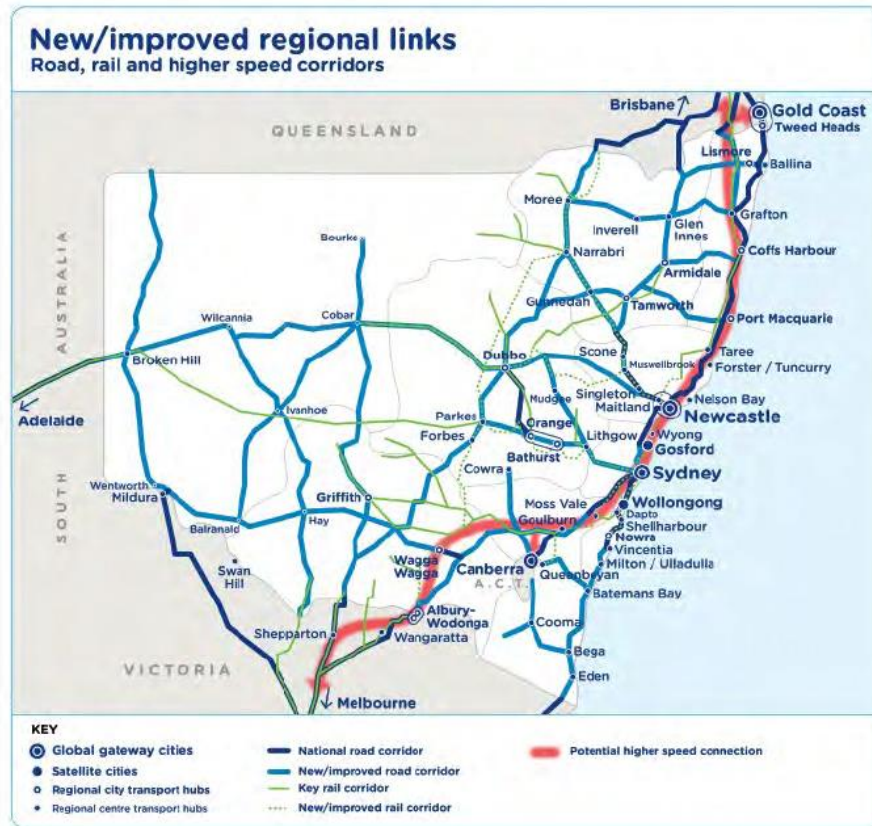 New/improved regional links
Road, rail and higher speed corridors
Brisbane
Gold Coast
Tweed Heads
QUEENSLAND
Lismore
Ballina
Moree
Inverell
Glen
Innes
Grafton
Bourke
Narrabri
Coffs Harbour
Armidale
Gunnedah
Tamworth
Wilcannia
Cobar
Port Macquarie
Broken Hill
Dubbo
Scone
Muswellbrook
Taree
Forster / Tuncurry
Mudgee
Singleton
Maitland
Nelson Bay
Newcastle
Adelaide
Ivanhoe
Parkes
Orange
Forbes
Bathurst
Lithgow
Wyong
Gosford
Cowra
Sydney
Wentworth
Mildura
Griffith
Moss Vale
Wollongong
Balranald
Hay
Goulburn
Dapto
Shellharbour
Nowra
Vincentia
Swan
Hill
Wagga
Wagga
Canberra
A.C.T.
Queanbeyan
Milton / Ulladulla
Batemans Bay
Albury-
Wodonga
Shepparton
Wangaratta
Cooma
Bega
Eden
VICTORIA
Melbourne
SOUTH AUSTRALIA
KEY
Global gateway cities
Satellite cities
Regional city transport hubs
Regional centre transport hubs
National road corridor
New/improved road corridor
Key rail corridor
New/improved rail corridor
Potential higher speed connection